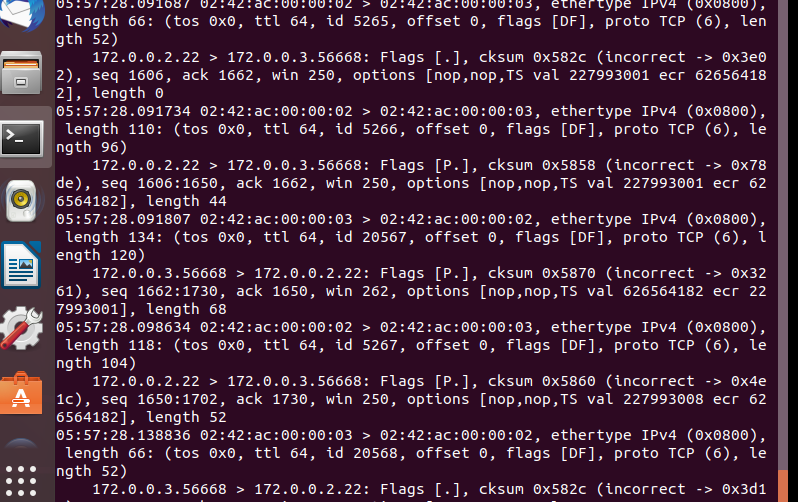 05:57:28.091687 02:42:ac:00:00:02 > 02:42:ac:00:00:03, ethertype IPv4 (0x0800),
length 66: (tos 0x0, ttl 64, id 5265, offset 0, flags [DF], proto TCP (6), len
gth 52)
172.0.0.2.22 > 172.0.0.3.56668: Flags [.], cksum 0x582c (incorrect -> 0x3e0
2), seq 1606, ack 1662, win 250, options [nop,nop,TS val 227993001 ecr 62656418
2], length 0
05:57:28.091734 02:42:ac:00:00:02 > 02:42:ac:00:00:03, ethertype IPv4 (0x0800),
length 110: (tos 0x0, ttl 64, id 5266, offset 0, flags [DF], proto TCP (6), le
ngth 96)
172.0.0.2.22 > 172.0.0.3.56668: Flags [P.], cksum 0x5858 (incorrect -> 0x78
de), seq 1606:1650, ack 1662, win 250, options [nop,nop,TS val 227993001 ecr 62
6564182], length 44
05:57:28.091807 02:42:ac:00:00:03 > 02:42:ac:00:00:02, ethertype IPv4 (0x0800),
length 134: (tos 0x0, ttl 64, id 20567, offset 0, flags [DF], proto TCP (6), l
ength 120)
172.0.0.3.56668 > 172.0.0.2.22: Flags [P.], cksum 0x5870 (incorrect -> 0x32
61), seq 1662:1730, ack 1650, win 262, options [nop,nop,TS val 626564182 ecr 22
7993001], length 68
05:57:28.098634 02:42:ac:00:00:02 > 02:42:ac:00:00:03, ethertype IPv4 (0x0800),
length 118: (tos 0x0, ttl 64, id 5267, offset 0, flags [DF], proto TCP (6), le
ngth 104)
172.0.0.2.22 > 172.0.0.3.56668: Flags [P.], cksum 0x5860 (incorrect -> 0x4e
1c), seq 1650:1702, ack 1730, win 250, options [nop,nop,TS val 227993008 ecr 62
6564182], length 52
05:57:28.138836 02:42:ac:00:00:03 > 02:42:ac:00:00:02, ethertype IPv4 (0x0800),
length 66: (tos 0x0, ttl 64, id 20568, offset 0, flags [DF], proto TCP (6), le
ngth 52)
172.0.0.3.56668 > 172.0.0.2.22: Flags [.], cksum 0x582c (incorrect -> 0x3d1